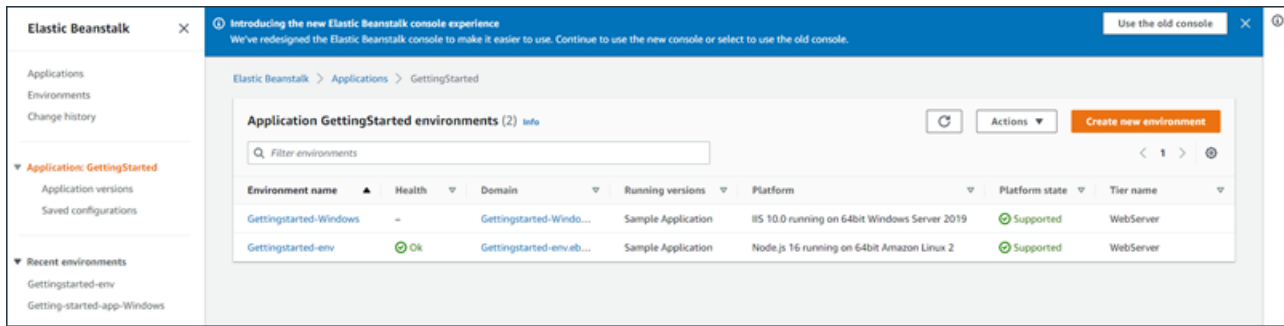 Elastic Beanstalk
Applications
Environments
Change history
Application: GettingStarted
Application versions
Saved configurations
Recent environments
Gettingstarted-env
Getting-started-app-Windows
Introducing the new Elastic Beanstalk console experience
We've redesigned the Elastic Beanstalk console to make it easier to use. Continue to use the new console or select to use the old console.
Use the old console
Elastic Beanstalk > Applications > GettingStarted
Application GettingStarted environments (2) Info
Actions
Create new environment
Filter environments
< 1 >
Environment name Health Domain Running versions Platform Platform state Tier name
Gettingstarted-Windows – Gettingstarted-Windo... Sample Application IIS 10.0 running on 64bit Windows Server 2019 Supported WebServer
Gettingstarted-env Ok Gettingstarted-env.eb... Sample Application Node.js 16 running on 64bit Amazon Linux 2 Supported WebServer